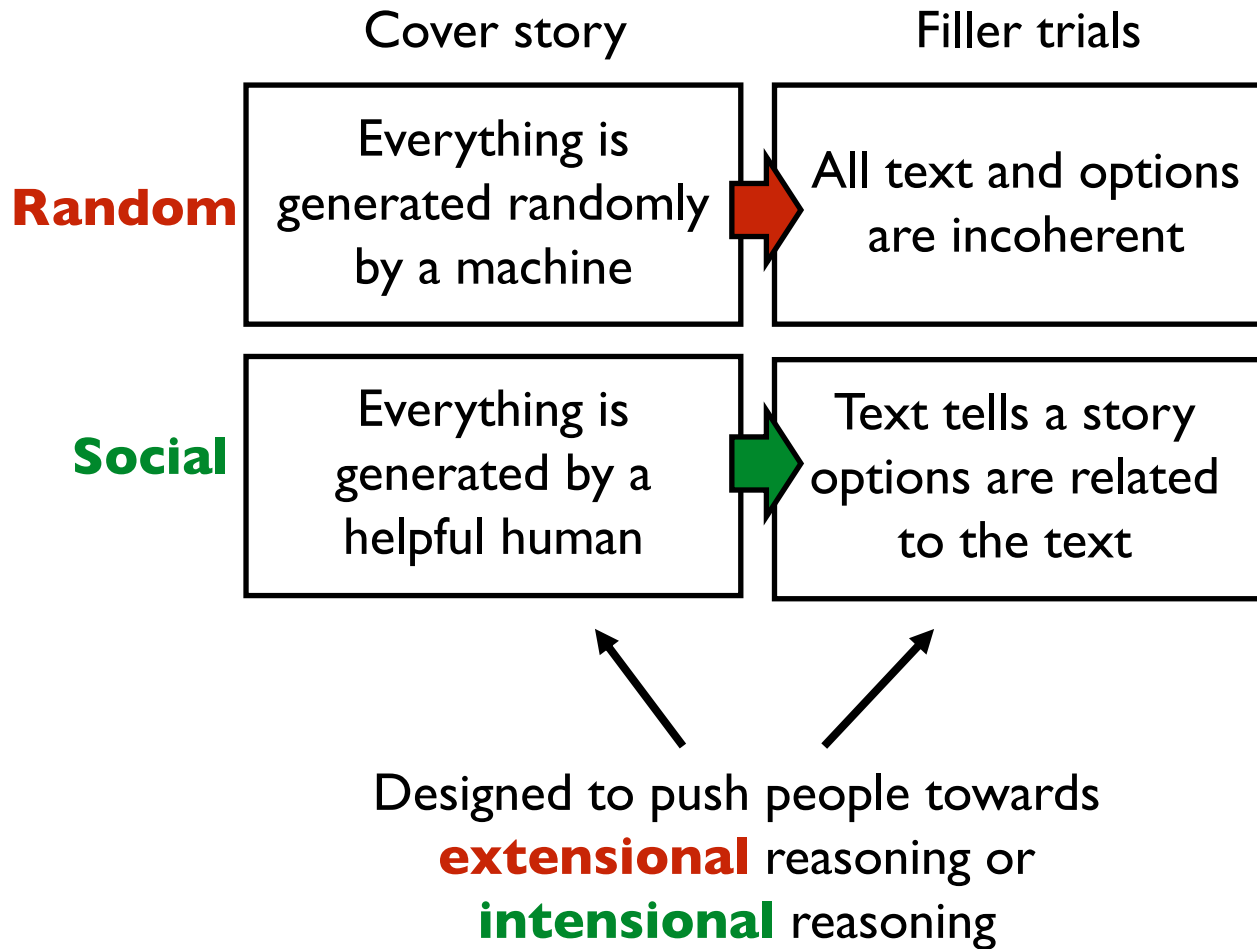 Cover story
Filler trials
Random
Everything is
generated randomly
by a machine
All text and options
are incoherent
Social
Everything is
generated by a
helpful human
Text tells a story
options are related
to the text
Designed to push people towards
extensional reasoning or
intensional reasoning